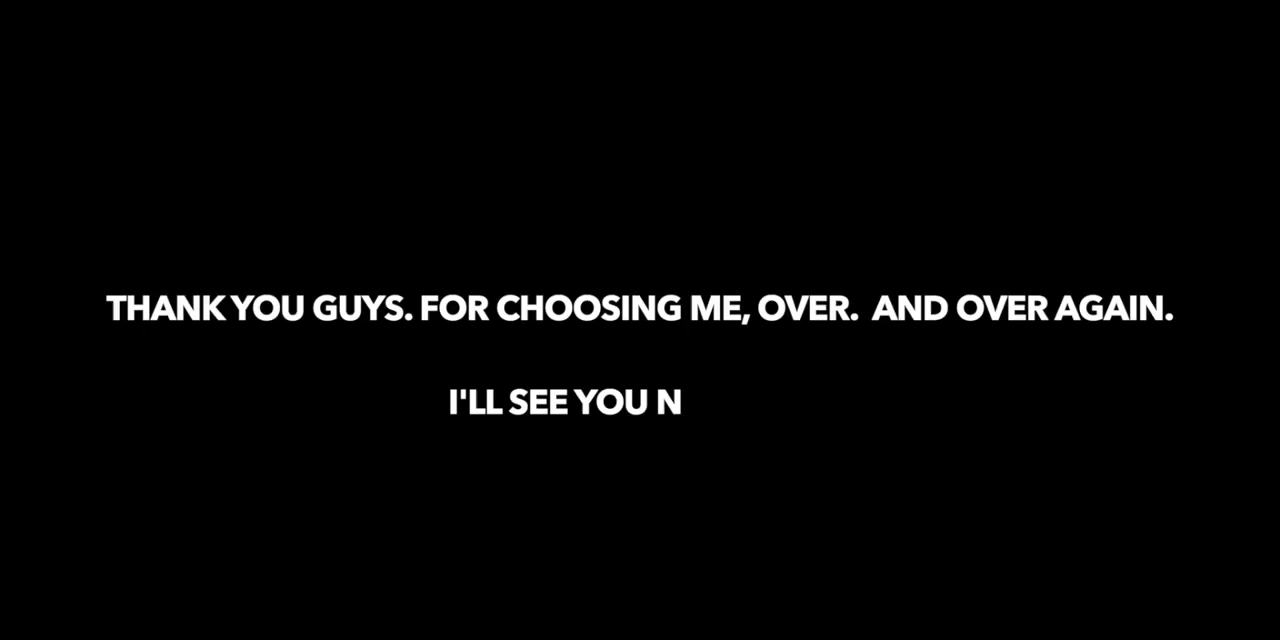 THANK YOU GUYS. FOR CHOOSING ME, OVER.  AND OVER AGAIN.
I'LL SEE YOU N